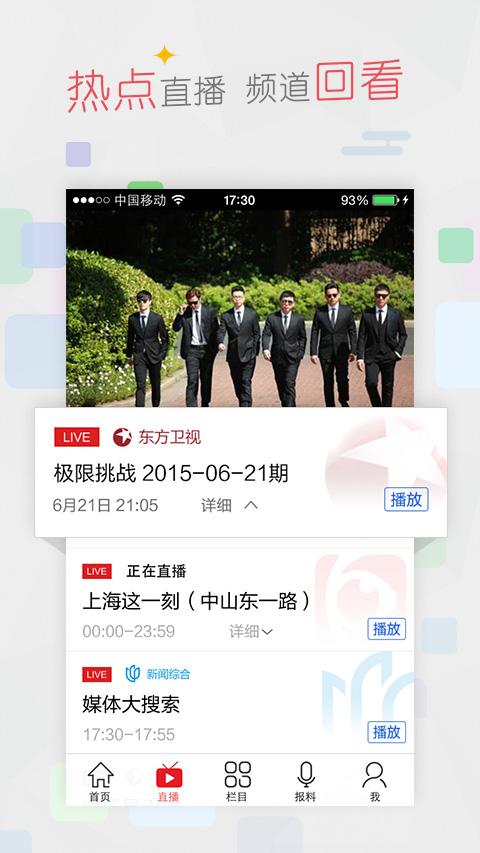 热点直播 频道回看
中国移动 17:30 93%
LIVE 东方卫视
极限挑战 2015-06-21期
6月21日 21:05 详细 播放
LIVE 正在直播
上海这一刻（中山东一路）
00:00-23:59 详细 播放
LIVE 新闻综合
媒体大搜索
17:30-17:55 播放
首页 直播 栏目 报料 我